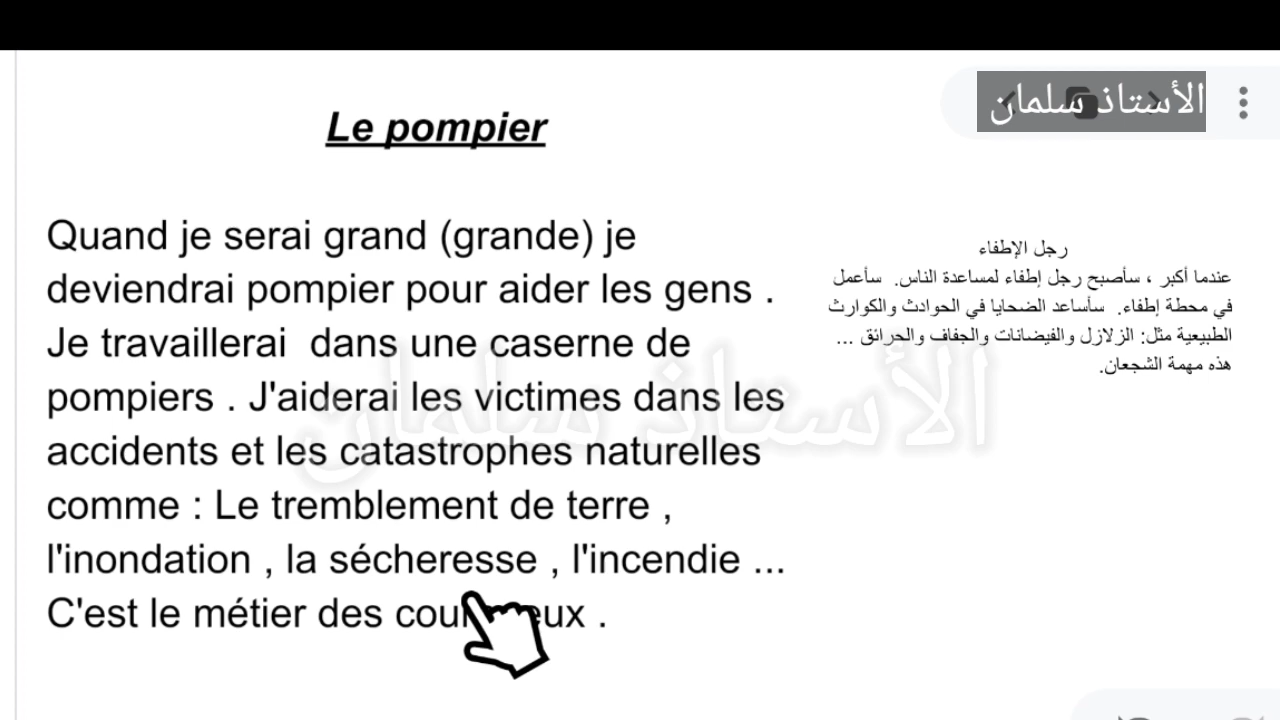 الأستاذ سلمان
Le pompier
Quand je serai grand (grande) je
deviendrai pompier pour aider les gens .
Je travaillerai dans une caserne de
pompiers . J'aiderai les victimes dans les
accidents et les catastrophes naturelles
comme : Le tremblement de terre ,
l'inondation , la sécheresse , l'incendie ...
C'est le métier des .
رجل الإطفاء
عندما أكبر ، سأصبح رجل إطفاء لمساعدة الناس. سأعمل
في محطة إطفاء. سأساعد الضحايا في الحوادث والكوارث
الطبيعية مثل: الزلازل والفيضانات والجفاف والحرائق ...
هذه مهمة الشجعان.
الأستاذ سلمان